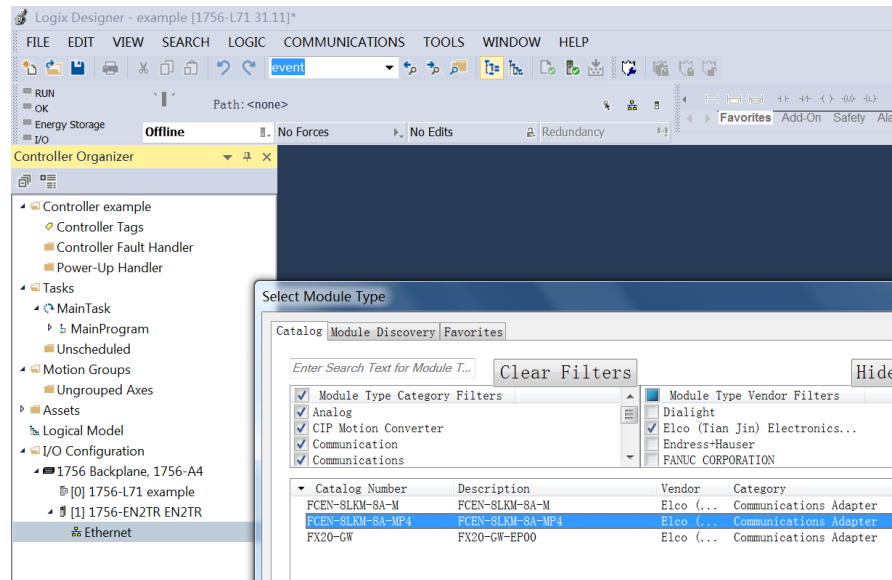 Logix Designer - example [1756-L71 31.11]*
FILE EDIT VIEW SEARCH LOGIC COMMUNICATIONS TOOLS WINDOW HELP
event
RUN
OK
Energy Storage
I/O
Path: <none>
Offline
No Forces
No Edits
Redundancy
Favorites Add-On Safety Ala
Controller Organizer
Controller example
Controller Tags
Controller Fault Handler
Power-Up Handler
Tasks
MainTask
MainProgram
Unscheduled
Motion Groups
Ungrouped Axes
Assets
Logical Model
I/O Configuration
1756 Backplane, 1756-A4
[0] 1756-L71 example
[1] 1756-EN2TR EN2TR
Ethernet
Select Module Type
Catalog Module Discovery Favorites
Enter Search Text for Module T...
Clear Filters
Hide
Module Type Category Filters
Analog
CIP Motion Converter
Communication
Communications
Module Type Vendor Filters
Dialight
Elco (Tian Jin) Electronics...
Endress+Hauser
FANUC CORPORATION
Catalog Number Description Vendor Category
FCEN-8LKM-8A-M FCEN-8LKM-8A-M Elco (... Communications Adapter
FCEN-8LKM-8A-MP4 FCEN-8LKM-8A-MP4 Elco (... Communications Adapter
FX20-GW FX20-GW-EP00 Elco (... Communications Adapter